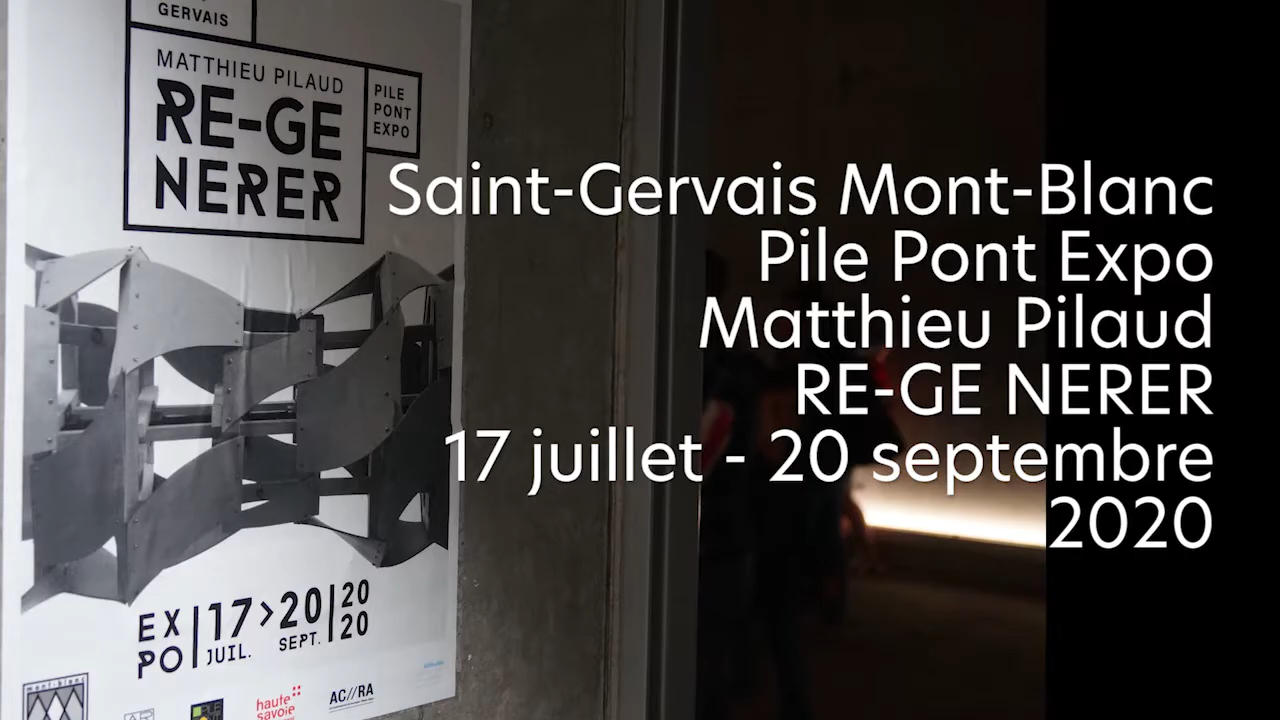 GERVAIS
MATTHIEU PILAUD
RE-GE
NERER
PILE
PONT
EXPO
Saint-Gervais Mont-Blanc
Pile Pont Expo
Matthieu Pilaud
RE-GE NERER
17 juillet - 20 septembre
2020
EX
PO
17 > 20
JUIL. SEPT.
20
20
mont-blanc
haute
savoie
AC//RA